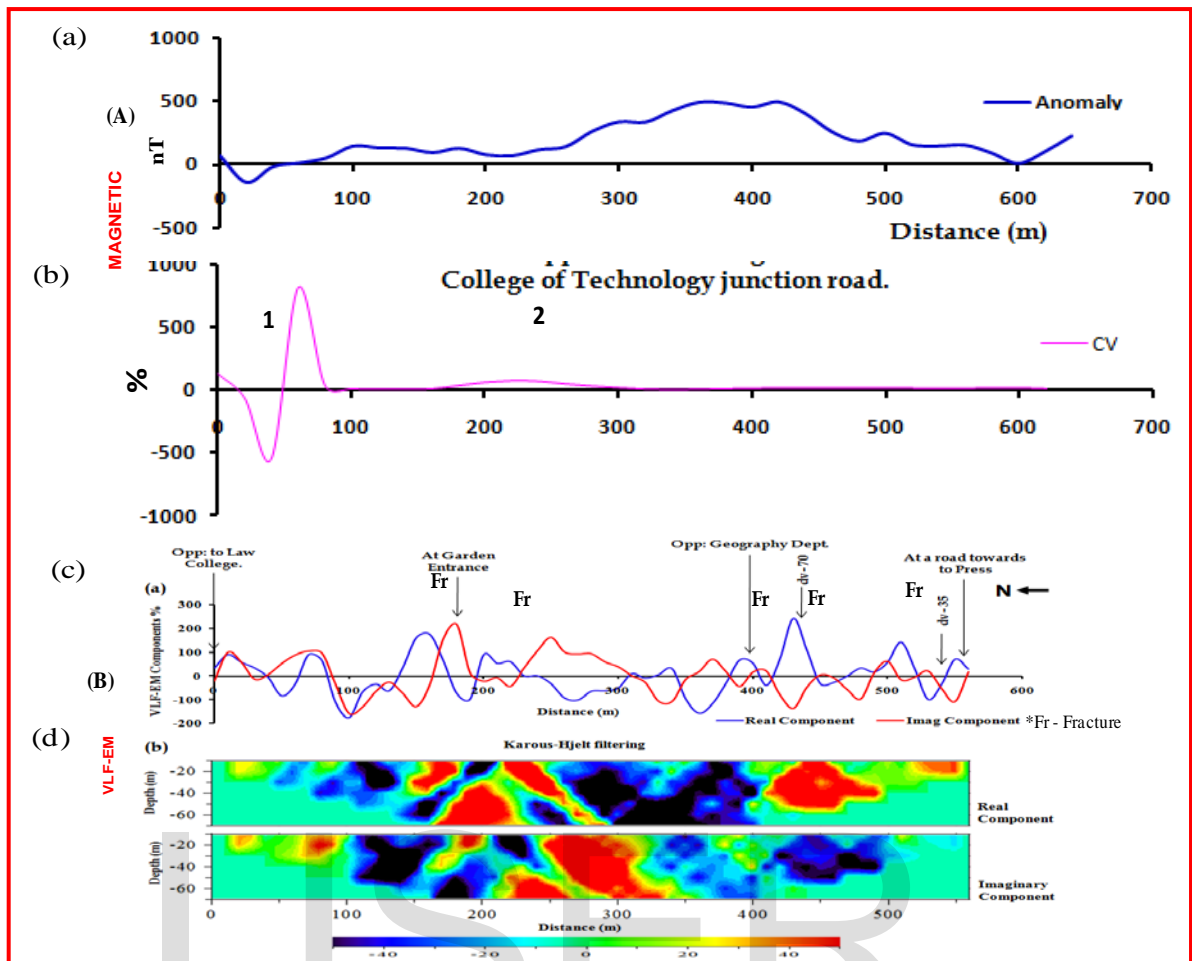 (a)
1000
500
0
-500
nT
(A)
MAGNETIC
Anomaly
0 100 200 300 400 500 600 700
Distance (m)
(b)
1000
500
0
-500
-1000
%
College of Technology junction road.
1
2
CV
0 100 200 300 400 500 600 700
(c)
Opp: to Law
College.
At Garden
Entrance
Opp: Geography Dept.
At a road towards
to Press
(a)
Fr
Fr
Fr
dv-70
Fr
Fr
dv-35
N
300
200
100
0
-100
-200
VLF-EM Components %
(B)
0 100 200 300 400 500 600
Distance (m)
Real Component
Imag Component
*Fr - Fracture
(d)
VLF-EM
(b)
Karous-Hjelt filtering
Depth(m)
-20
-40
-60
Real
Component
Depth(m)
-20
-40
-60
Imaginary
Component
0 100 200 300 400 500
Distance (m)
-40 -20 0 20 40
IJSER